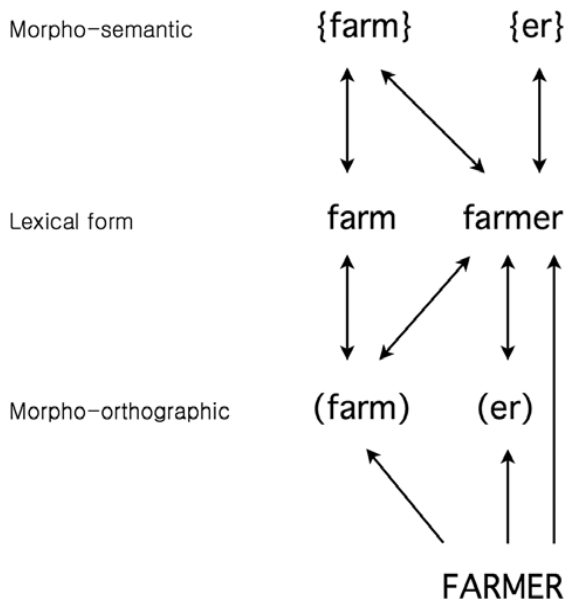 Morpho-semantic {farm} {er}
Lexical form farm farmer
Morpho-orthographic (farm) (er)
FARMER